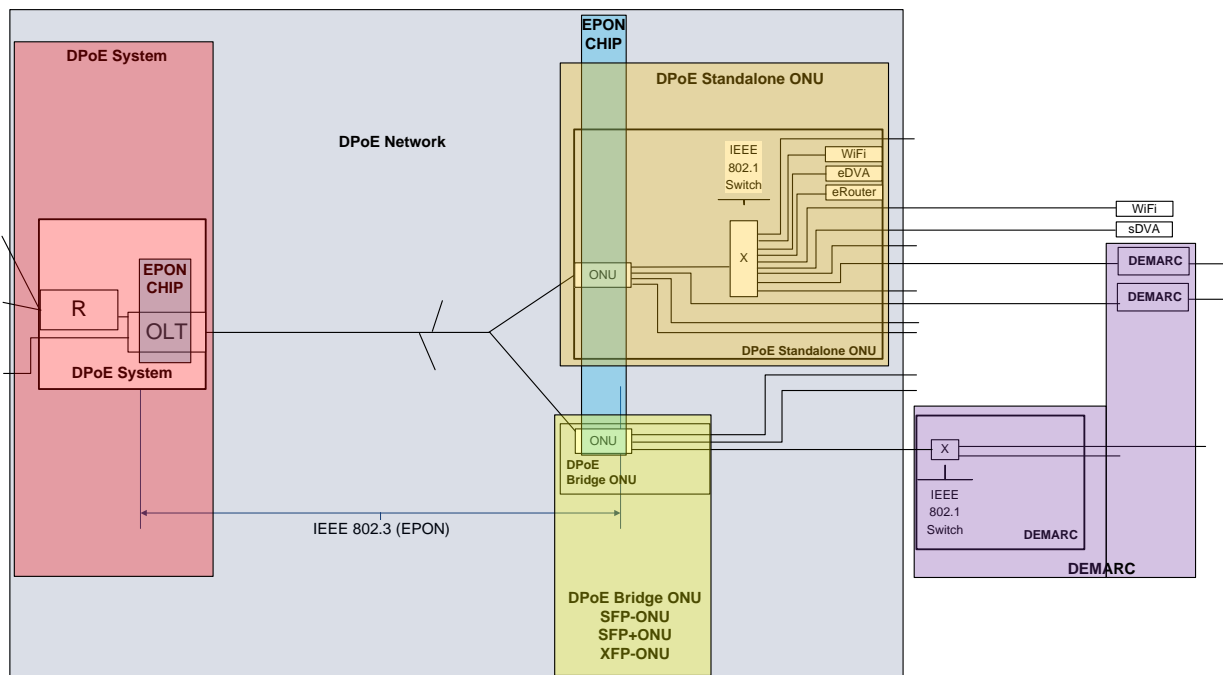 EPON
CHIP
DPoE System
DPoE Standalone ONU
DPoE Network
IEEE
802.1
Switch
WiFi
eDVA
eRouter
WiFi
sDVA
X
EPON
CHIP
ONU
DEMARC
DEMARC
R
OLT
DPoE Standalone ONU
DPoE System
ONU
X
DPoE
Bridge ONU
IEEE
802.1
Switch
IEEE 802.3 (EPON)
DEMARC
DEMARC
DPoE Bridge ONU
SFP-ONU
SFP+ONU
XFP-ONU